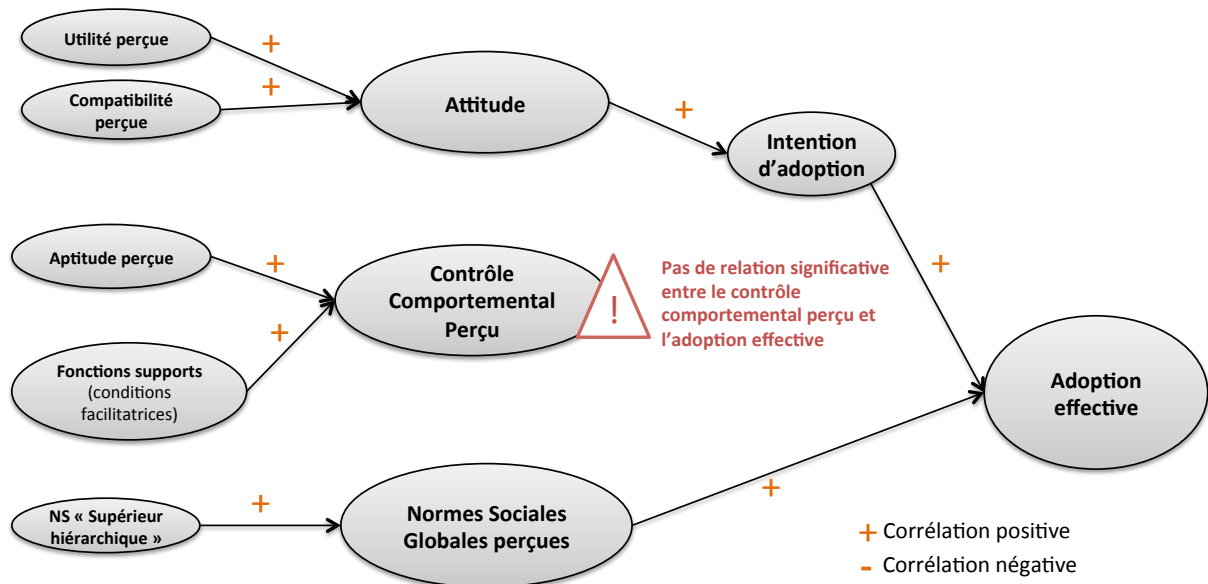 Utilité perçue
+
Compatibilité
perçue
+
Attitude
+
Intention
d'adoption
+
Aptitude perçue
+
Contrôle
Comportemental
Perçu
!
Pas de relation significative
entre le contrôle
comportemental perçu et
l'adoption effective
Fonctions supports
(conditions
facilitatrices)
+
Adoption
effective
NS « Supérieur
hiérarchique »
+
Normes Sociales
Globales perçues
+
+ Corrélation positive
- Corrélation négative